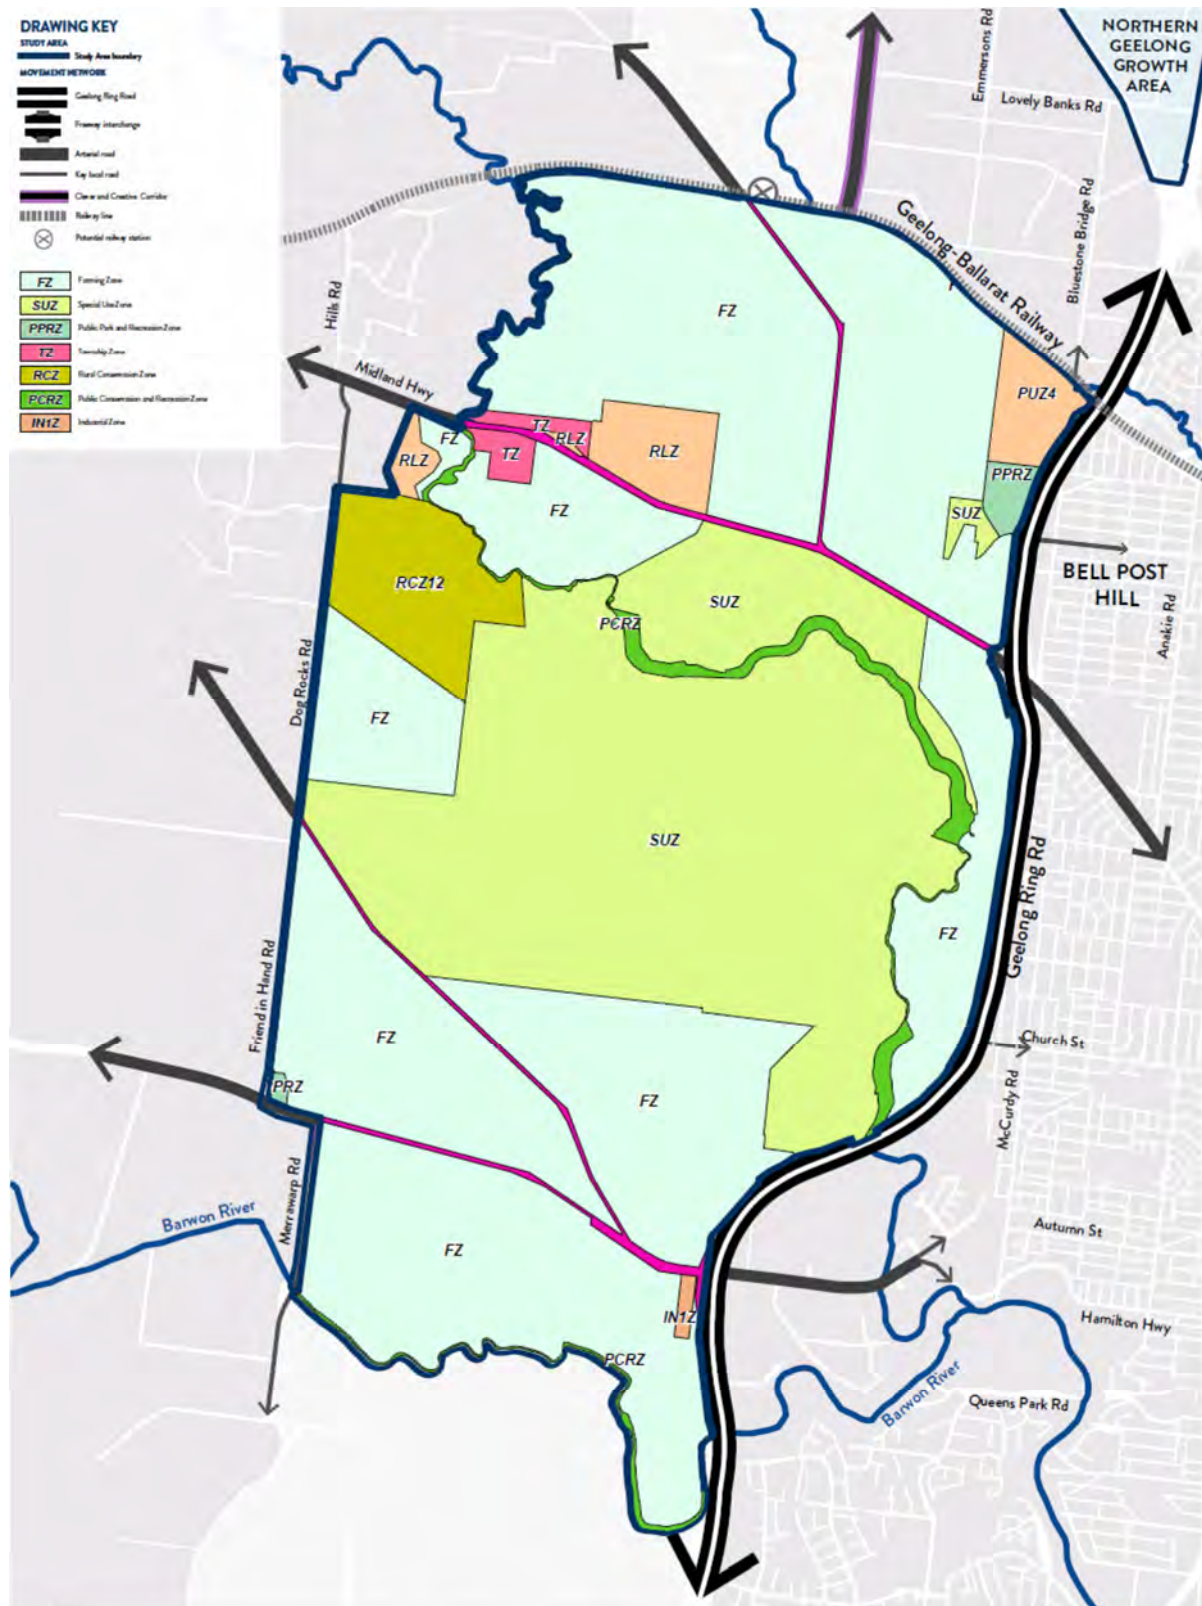 DRAWING KEY
STUDY AREA
Study Area boundary
MOVEMENT NETWORK
Geelong Ring Road
Freeway interchange
Arterial road
Key local road
Clever and Creative Corridor
Railway line
Potential railway station
FZ Farming Zone
SUZ Special Use Zone
PPRZ Public Park and Recreation Zone
TZ Township Zone
RCZ Rural Conservation Zone
PCRZ Public Conservation and Recreation Zone
IN1Z Industrial Zone
NORTHERN
GEELONG
GROWTH
AREA
Emmersons Rd
Lovely Banks Rd
Bluestone Bridge Rd
Geelong-Ballarat Railway
Hills Rd
Midland Hwy
FZ
PUZ4
FZ
TZ
RLZ
TZ
RLZ
RLZ
PPRZ
SUZ
FZ
BELL POST
HILL
Anakie Rd
RCZ12
SUZ
PCRZ
Dog Rocks Rd
FZ
SUZ
Geelong Ring Rd
FZ
Friend in Hand Rd
FZ
Church St
McCurdy Rd
PRZ
FZ
Merrawarp Rd
Barwon River
FZ
Autumn St
IN1Z
Hamilton Hwy
PCRZ
Barwon River
Queens Park Rd